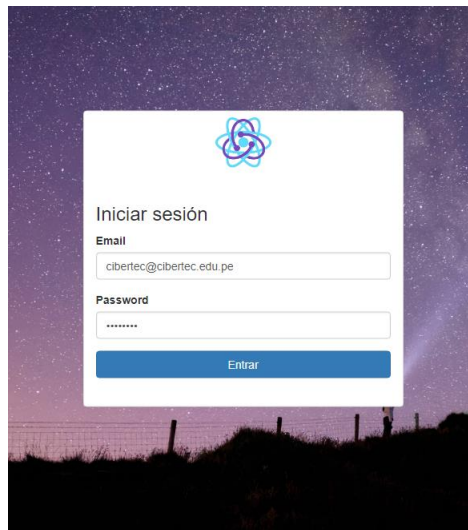 Iniciar sesión
Email
cibertec@cibertec.edu.pe
Password
••••••••
Entrar